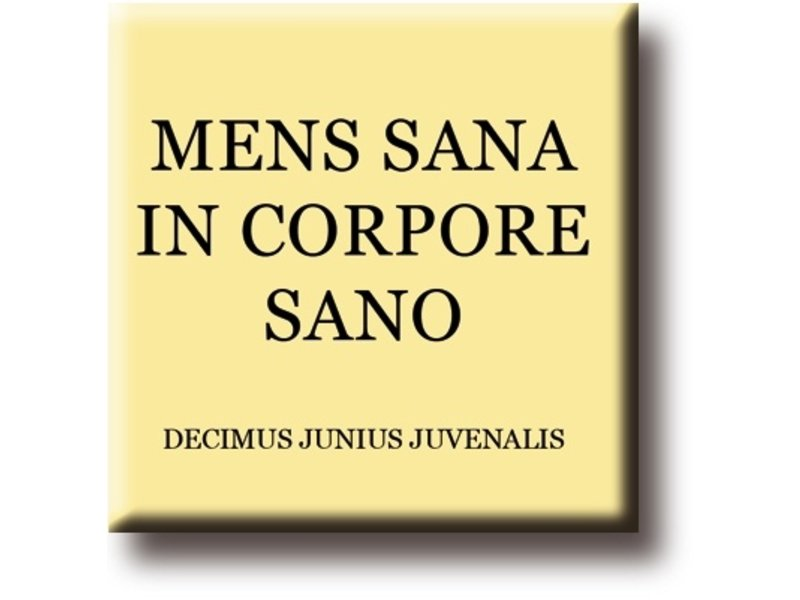 MENS SANA
IN CORPORE
SANO
DECIMUS JUNIUS JUVENALIS